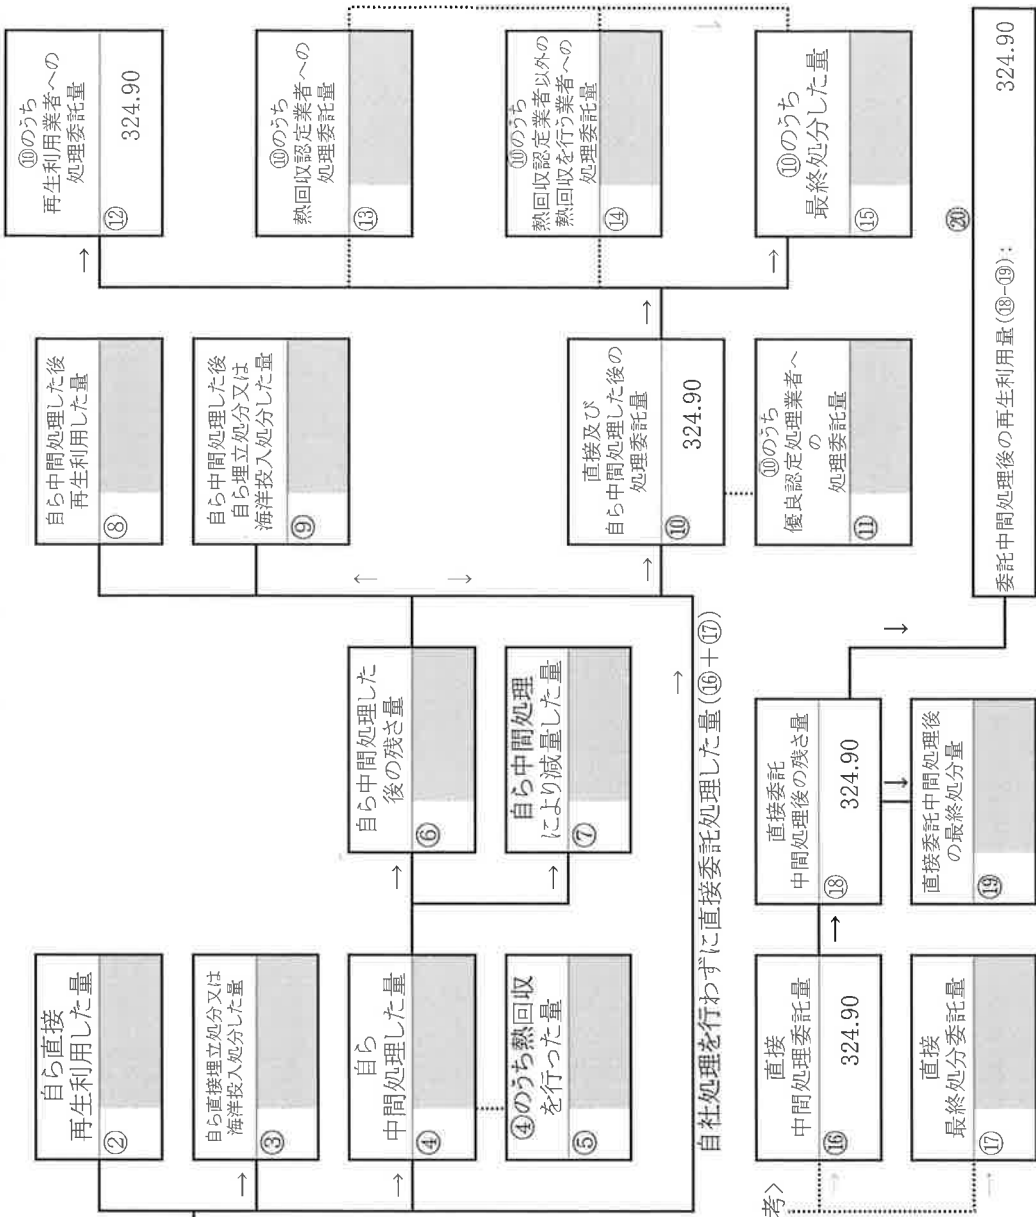 自ら直接
再生利用した量
②
自ら直接埋立処分又は
海洋投入処分した量
③
自ら
中間処理した量
④
④のうち熱回収
を行った量
⑤
自ら中間処理した
後の残さ量
⑥
自ら中間処理
により減量した量
⑦
自ら中間処理した後
再生利用した量
⑧
自ら中間処理した後
自ら埋立処分又は
海洋投入処分した量
⑨
直接及び
自ら中間処理した後の
処理委託量
⑩
324.90
⑩のうち
優良認定処理業者へ
の
処理委託量
⑪
⑩のうち
再生利用業者への
処理委託量
⑫
324.90
⑩のうち
熱回収認定業者への
処理委託量
⑬
⑩のうち
熱回収認定業者以外の
熱回収を行う業者への
処理委託量
⑭
⑩のうち
最終処分した量
⑮
自社処理を行わずに直接委託処理した量(⑯+⑰)
考>
直接
中間処理委託量
⑯
324.90
直接
最終処分委託量
⑰
直接委託
中間処理後の残さ量
⑱
324.90
直接委託中間処理後
の最終処分量
⑲
⑳
委託中間処理後の再生利用量(⑱-⑲):
324.90